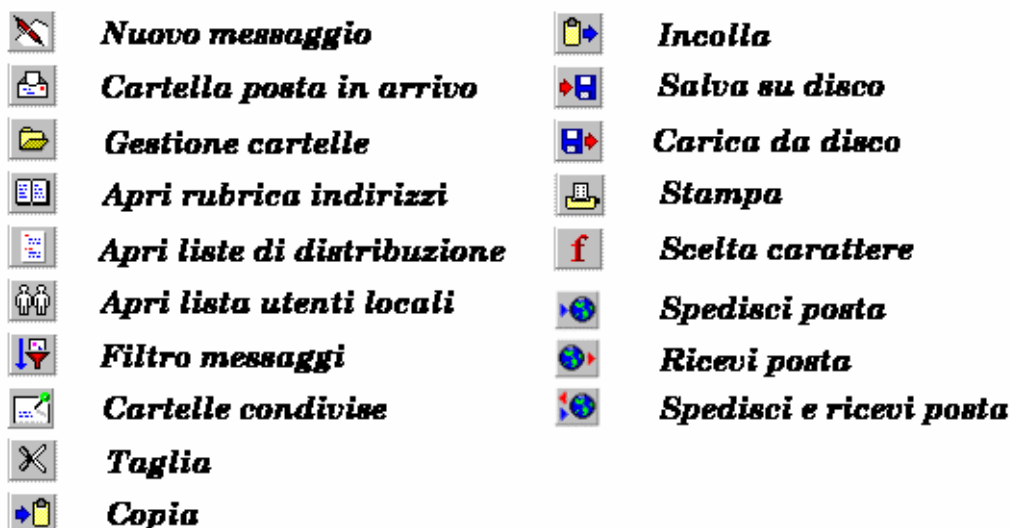 Nuovo messaggio
Cartella posta in arrivo
Gestione cartelle
Apri rubrica indirizzi
Apri liste di distribuzione
Apri lista utenti locali
Filtro messaggi
Cartelle condivise
Taglia
Copia
Incolla
Salva su disco
Carica da disco
Stampa
f Scelta carattere
Spedisci posta
Ricevi posta
Spedisci e ricevi posta